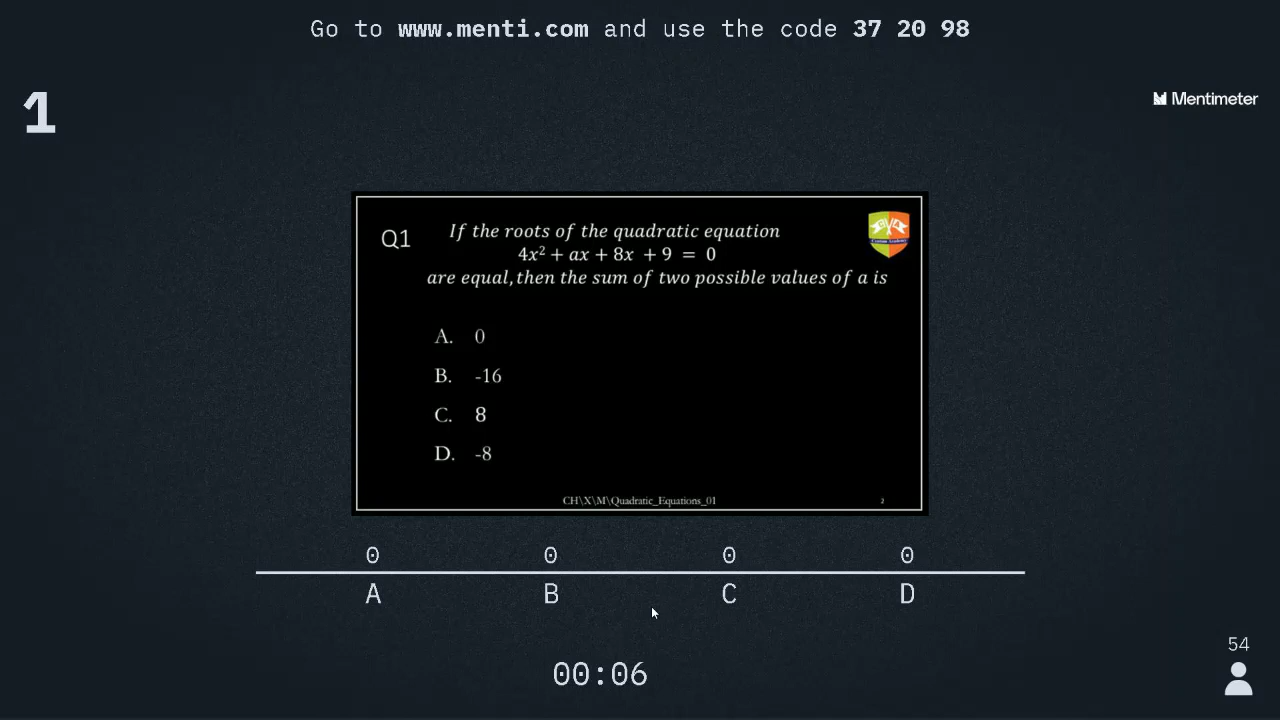 Go to www.menti.com and use the code 37 20 98
1
Mentimeter
Q1
If the roots of the quadratic equation
4x² + ax + 8x + 9 = 0
are equal, then the sum of two possible values of a is
A. 0
B. -16
C. 8
D. -8
CH\X\M\Quadratic_Equations_01
2
0 0 0 0
A B C D
00:06
54